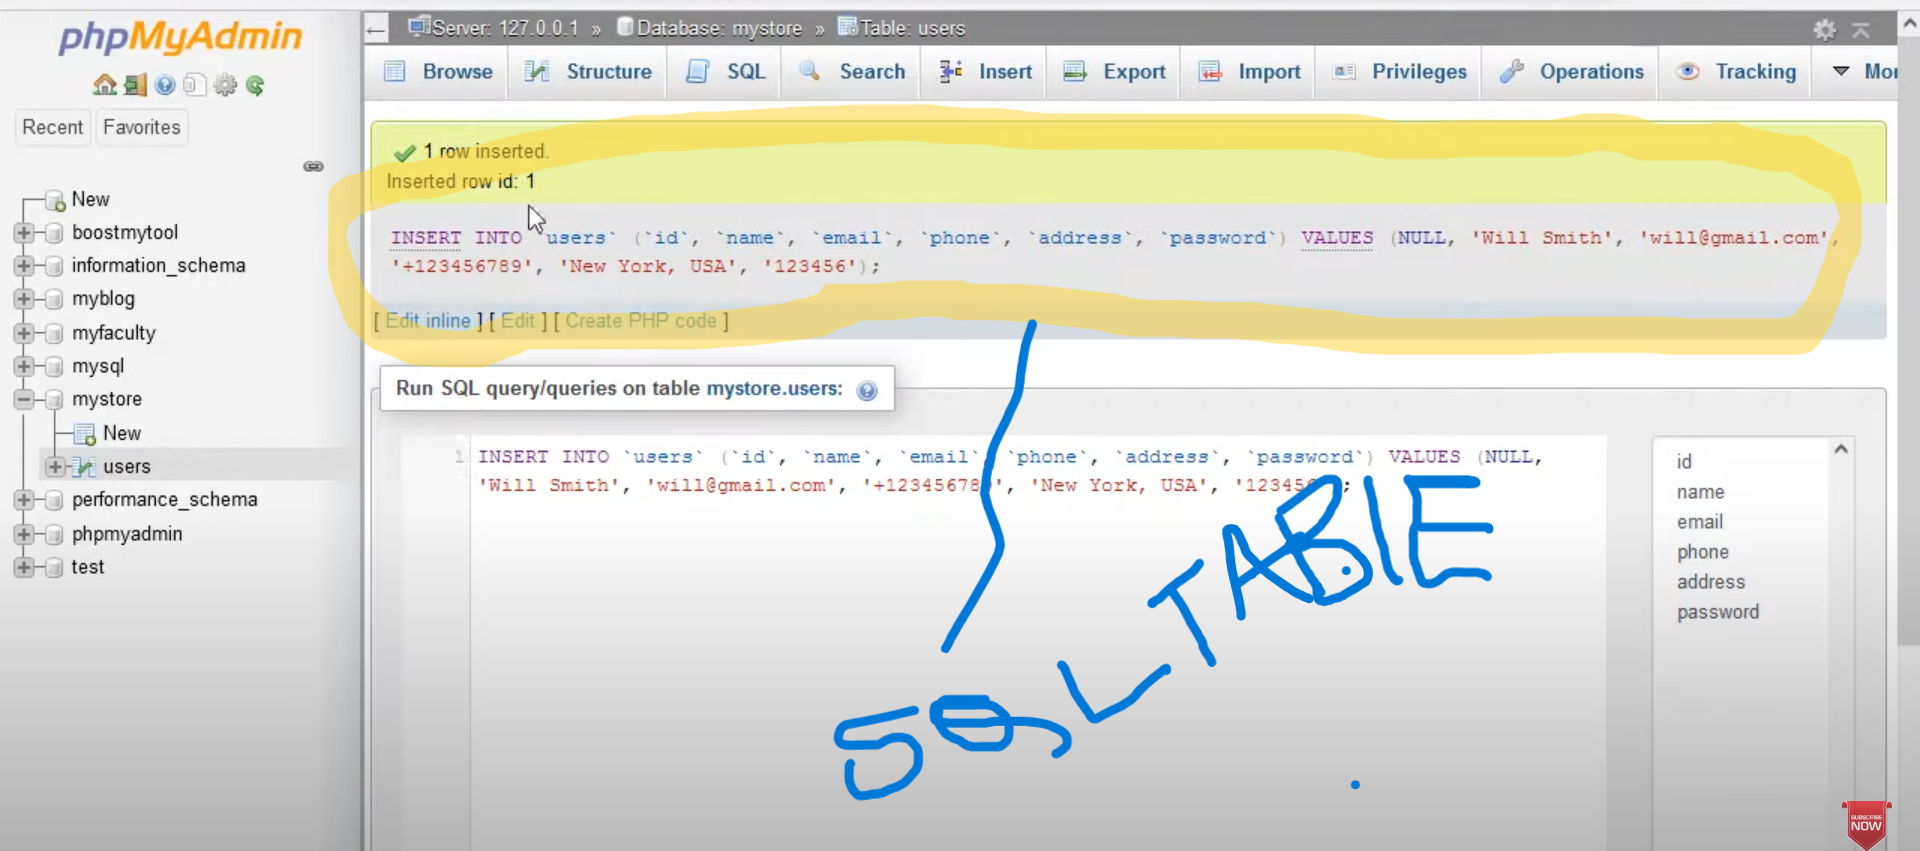 phpMyAdmin
Recent Favorites
New
boostmytool
information_schema
myblog
myfaculty
mysql
mystore
New
users
performance_schema
phpmyadmin
test
Server: 127.0.0.1 » Database: mystore » Table: users
Browse Structure SQL Search Insert Export Import Privileges Operations Tracking Mor
1 row inserted.
Inserted row id: 1
INSERT INTO `users` (`id`, `name`, `email`, `phone`, `address`, `password`) VALUES (NULL, 'Will Smith', 'will@gmail.com',
'+123456789', 'New York, USA', '123456');
[ Edit inline ] [ Edit ] [ Create PHP code ]
Run SQL query/queries on table mystore.users:
1 INSERT INTO `users` (`id`, `name`, `email`, `phone`, `address`, `password`) VALUES (NULL,
'Will Smith', 'will@gmail.com', '+123456789', 'New York, USA', '123456');
id
name
email
phone
address
password
SQL TABlE
SUBSCRIBE
NOW